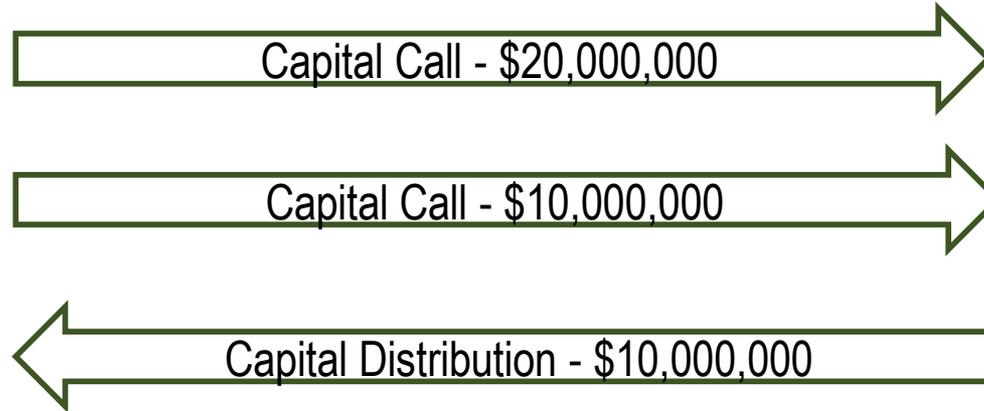 Capital Call - $20,000,000
Capital Call - $10,000,000
Capital Distribution - $10,000,000